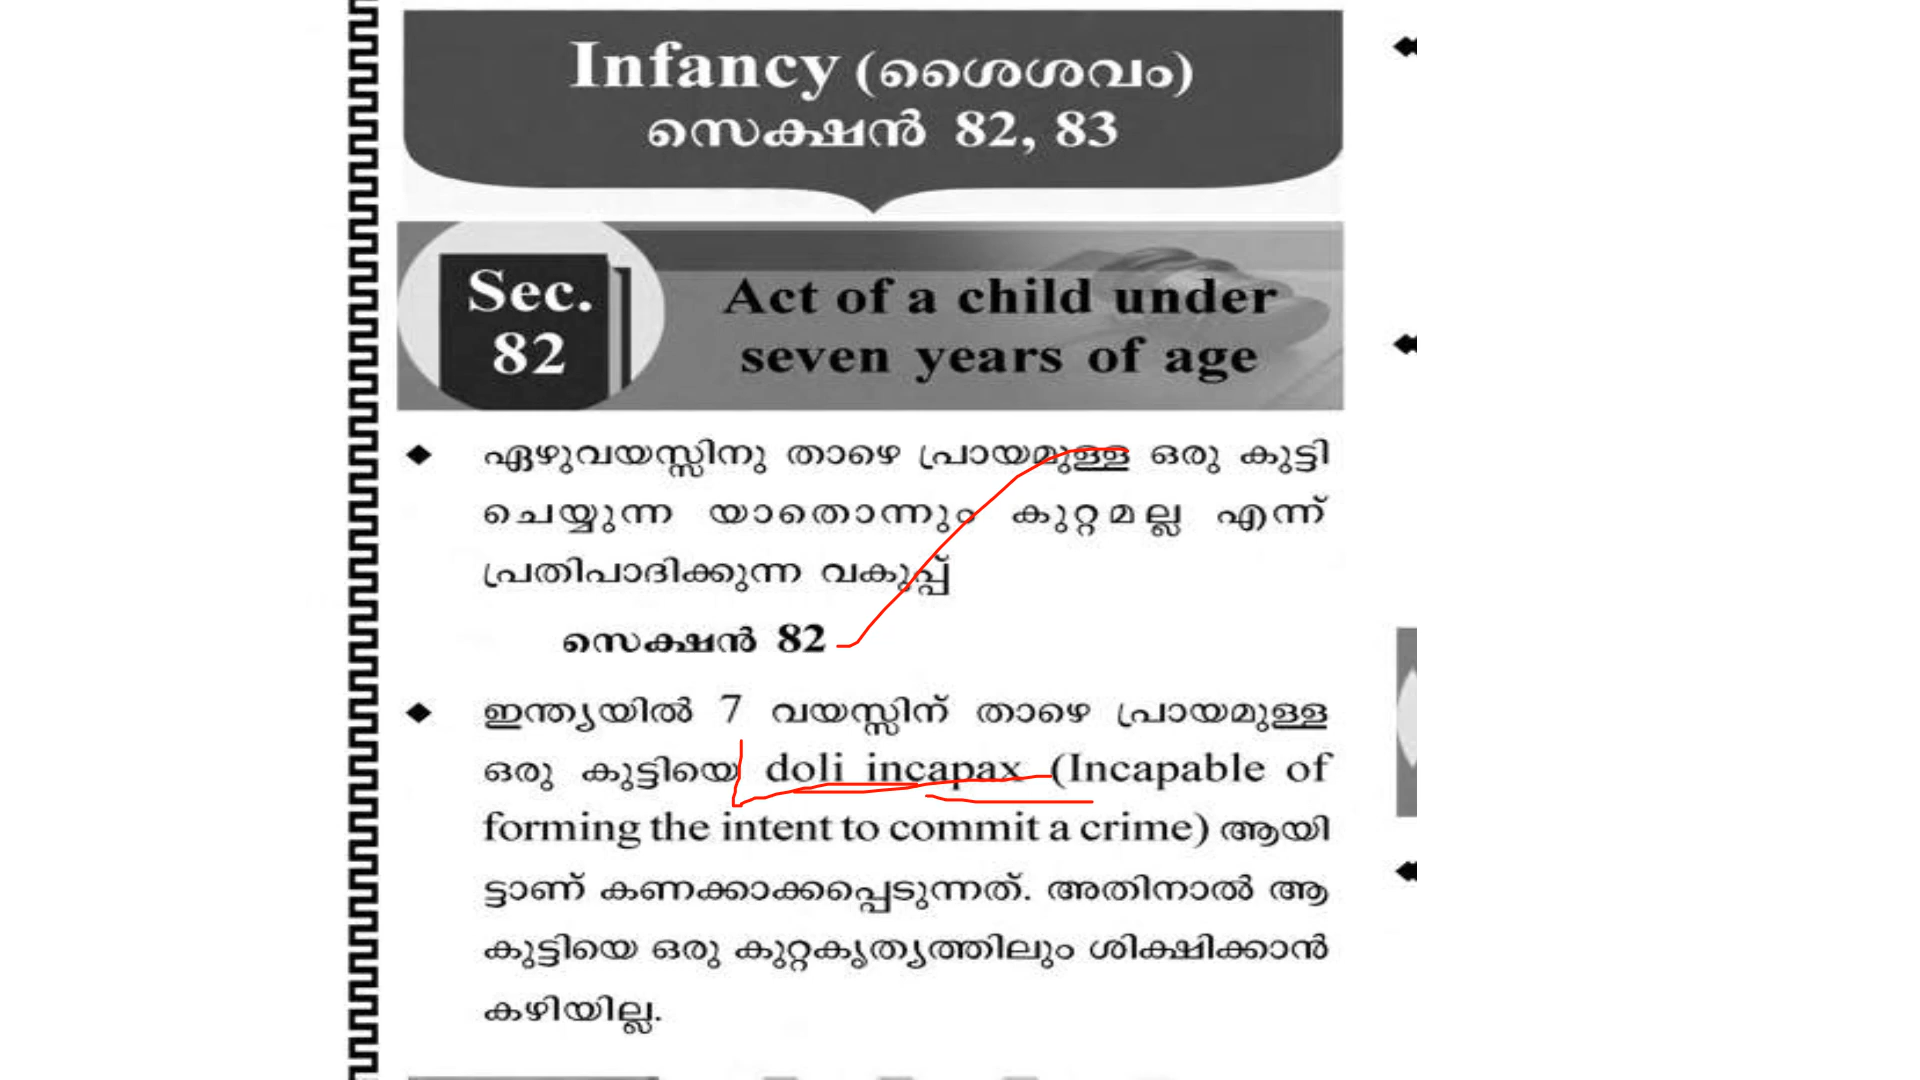 Infancy (ശൈശവം)
സെക്ഷൻ 82, 83
Sec.
82
Act of a child under
seven years of age
◆ ഏഴുവയസ്സിനു താഴെ പ്രായമുള്ള ഒരു കുട്ടി
ചെയ്യുന്ന യാതൊന്നും കുറ്റമല്ല എന്ന്
പ്രതിപാദിക്കുന്ന വകുപ്പ്
സെക്ഷൻ 82
◆ ഇന്ത്യയിൽ 7 വയസ്സിന് താഴെ പ്രായമുള്ള
ഒരു കുട്ടിയെ doli incapax (Incapable of
forming the intent to commit a crime) ആയി
ട്ടാണ് കണക്കാക്കപ്പെടുന്നത്. അതിനാൽ ആ
കുട്ടിയെ ഒരു കുറ്റകൃത്യത്തിലും ശിക്ഷിക്കാൻ
കഴിയില്ല.